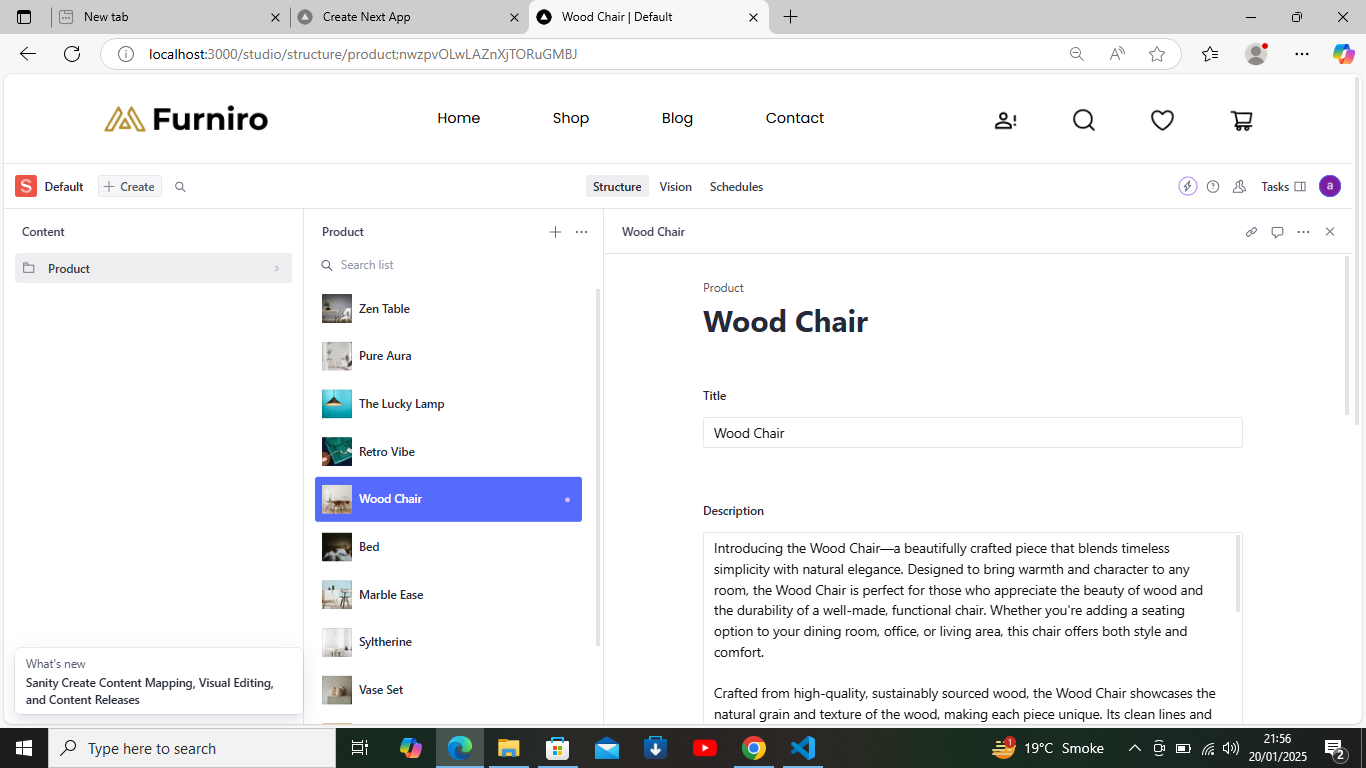 New tab
Create Next App
Wood Chair | Default
localhost:3000/studio/structure/product;nwzpvOLwLAZnXjTORuGMBJ
Furniro
Home
Shop
Blog
Contact
S
Default
Create
Structure
Vision
Schedules
Tasks
a
Content
Product
Product
Search list
Zen Table
Pure Aura
The Lucky Lamp
Retro Vibe
Wood Chair
Bed
Marble Ease
Syltherine
Vase Set
Wood Chair
Product
Wood Chair
Title
Wood Chair
Description
Introducing the Wood Chair—a beautifully crafted piece that blends timeless
simplicity with natural elegance. Designed to bring warmth and character to any
room, the Wood Chair is perfect for those who appreciate the beauty of wood and
the durability of a well-made, functional chair. Whether you're adding a seating
option to your dining room, office, or living area, this chair offers both style and
comfort.
Crafted from high-quality, sustainably sourced wood, the Wood Chair showcases the
natural grain and texture of the wood, making each piece unique. Its clean lines and
What's new
Sanity Create Content Mapping, Visual Editing,
and Content Releases
Type here to search
1
19°C Smoke
21:56
20/01/2025
2